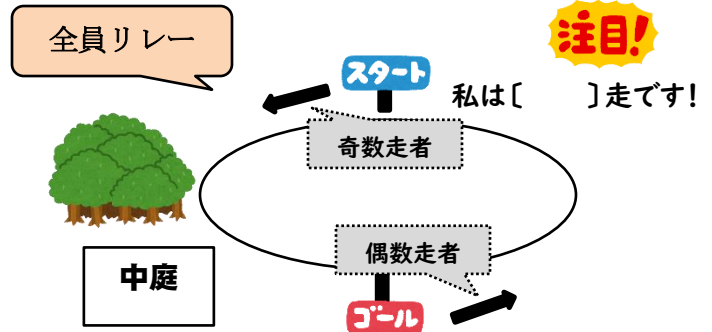 全員リレー
注目!
スタート
私は〔　　〕走です!
奇数走者
偶数走者
中庭
ゴール